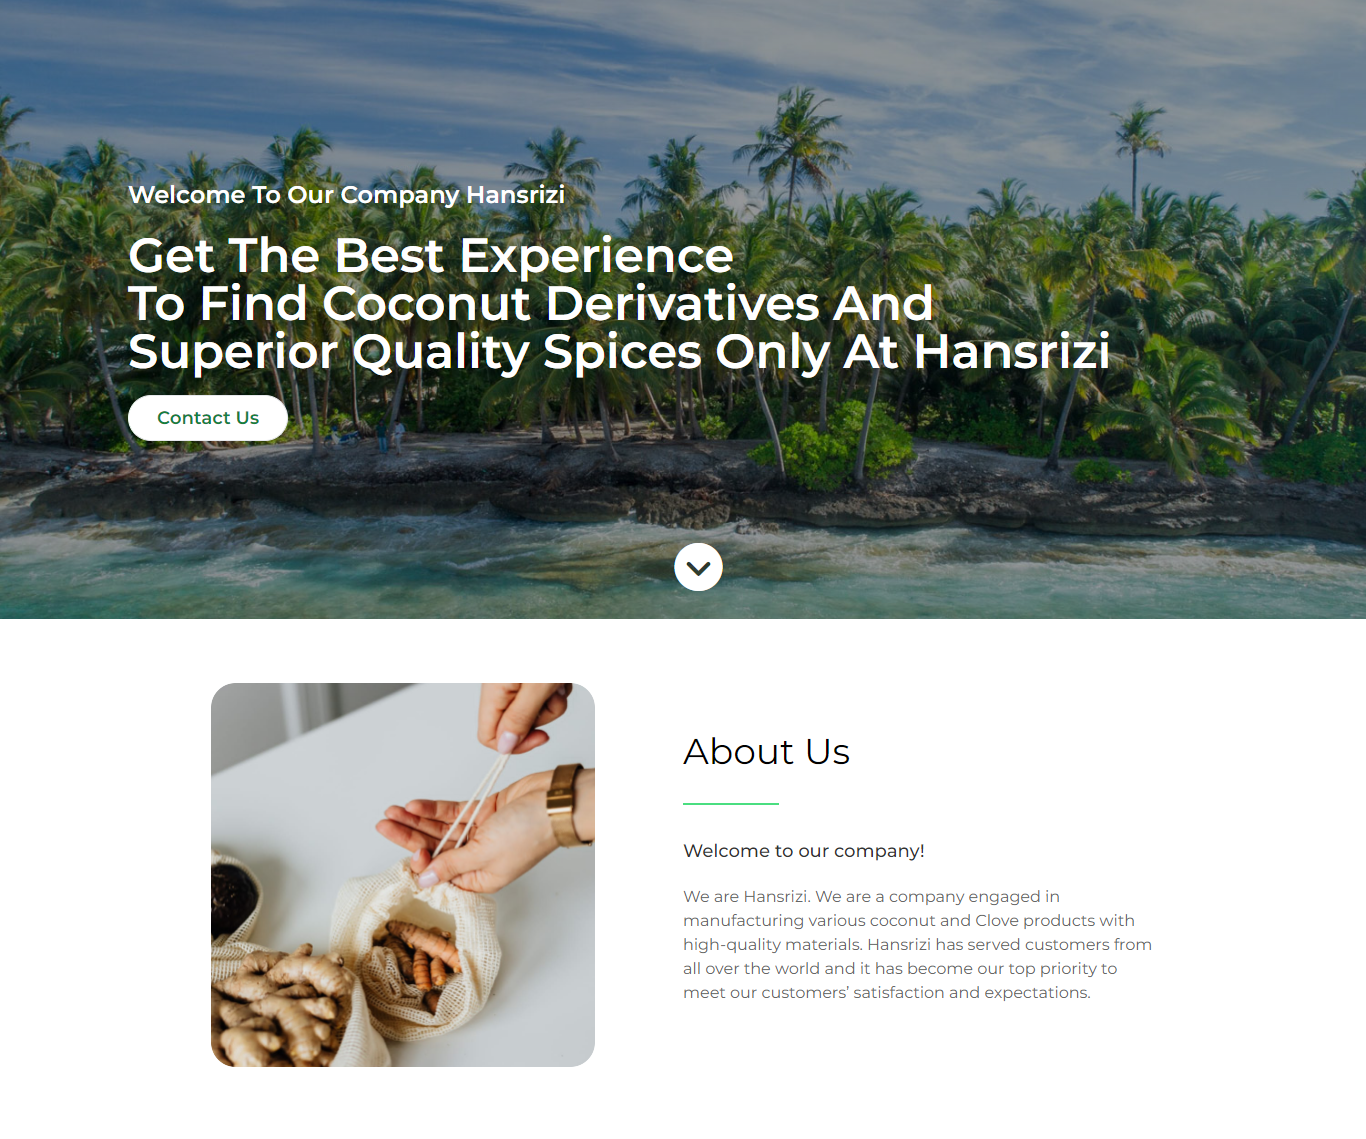 Welcome To Our Company Hansrizi
Get The Best Experience
To Find Coconut Derivatives And
Superior Quality Spices Only At Hansrizi
Contact Us
About Us
Welcome to our company!
We are Hansrizi. We are a company engaged in
manufacturing various coconut and Clove products with
high-quality materials. Hansrizi has served customers from
all over the world and it has become our top priority to
meet our customers’ satisfaction and expectations.